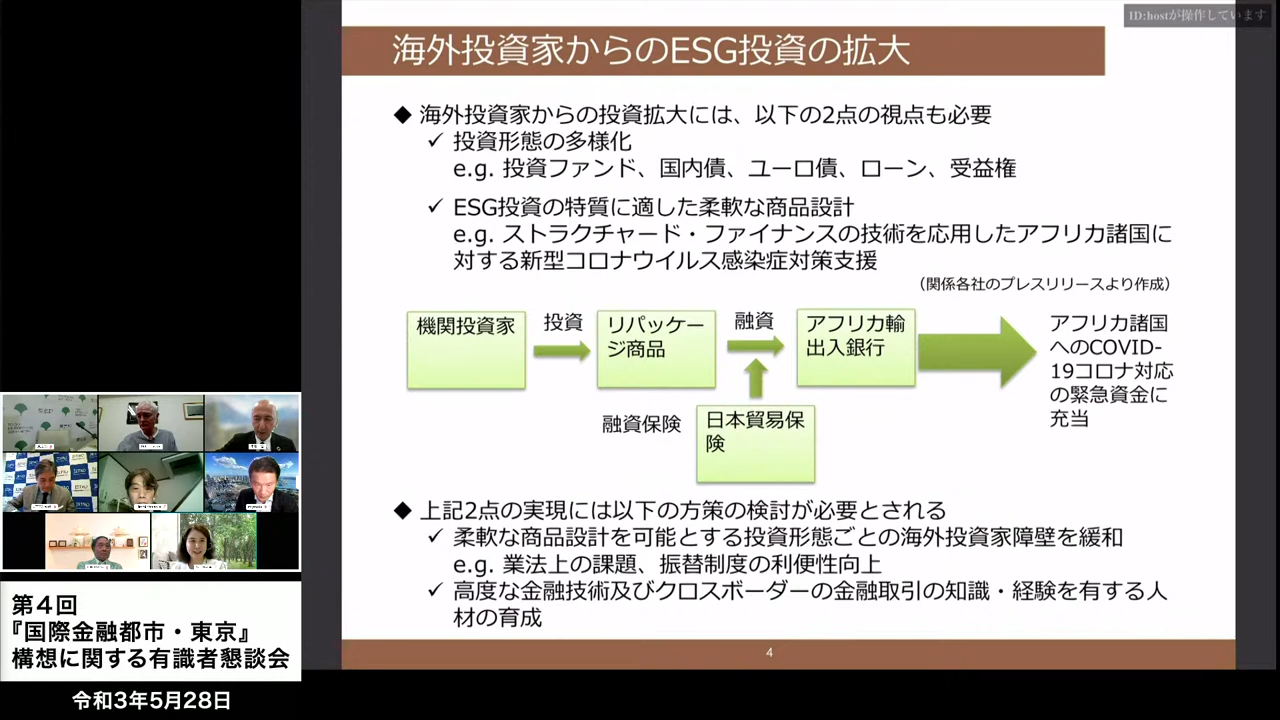 ID:hostが操作しています
海外投資家からのESG投資の拡大
◆ 海外投資家からの投資拡大には、以下の2点の視点も必要
✓ 投資形態の多様化
e.g. 投資ファンド、国内債、ユーロ債、ローン、受益権
✓ ESG投資の特質に適した柔軟な商品設計
e.g. ストラクチャード・ファイナンスの技術を応用したアフリカ諸国に
対する新型コロナウイルス感染症対策支援
（関係各社のプレスリリースより作成）
機関投資家
投資
リパッケー
ジ商品
融資
アフリカ輸
出入銀行
アフリカ諸国
へのCOVID-
19コロナ対応
の緊急資金に
充当
融資保険
日本貿易保
険
◆ 上記2点の実現には以下の方策の検討が必要とされる
✓ 柔軟な商品設計を可能とする投資形態ごとの海外投資家障壁を緩和
e.g. 業法上の課題、振替制度の利便性向上
✓ 高度な金融技術及びクロスボーダーの金融取引の知識・経験を有する人
材の育成
4
第4回
『国際金融都市・東京』
構想に関する有識者懇談会
令和3年5月28日